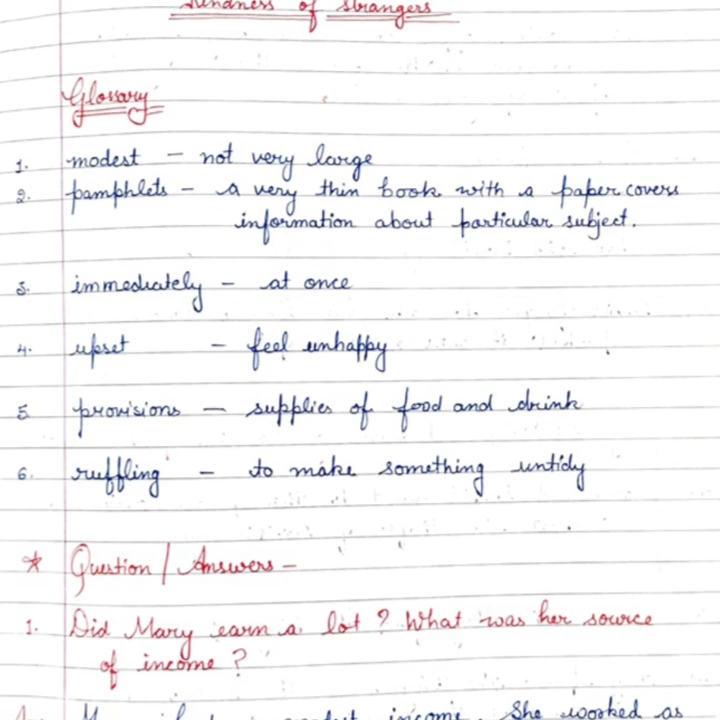 Kindness of Strangers
Glossary
1. modest - not very large
2. pamphlets - a very thin book with a paper covers
information about particular subject.
3. immediately - at once
4. upset - feel unhappy
5. provisions - supplies of food and drink
6. ruffling - to make something untidy
* Question / Answers -
1. Did Mary earn a lot ? What was her source
of income ?
income. She worked as